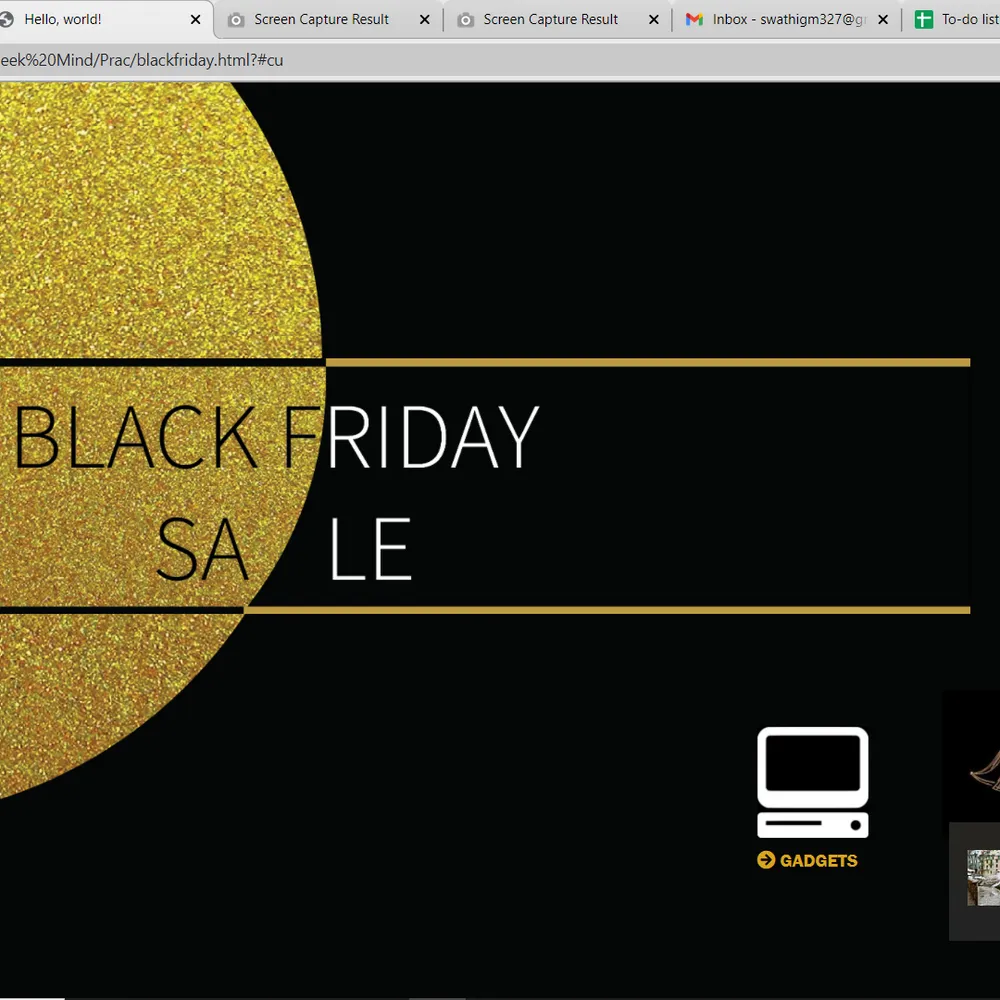 Hello, world!
Screen Capture Result
Screen Capture Result
Inbox - swathigm327@g
To-do list
eek%20Mind/Prac/blackfriday.html?#cu
BLACK FRIDAY
SA LE
GADGETS